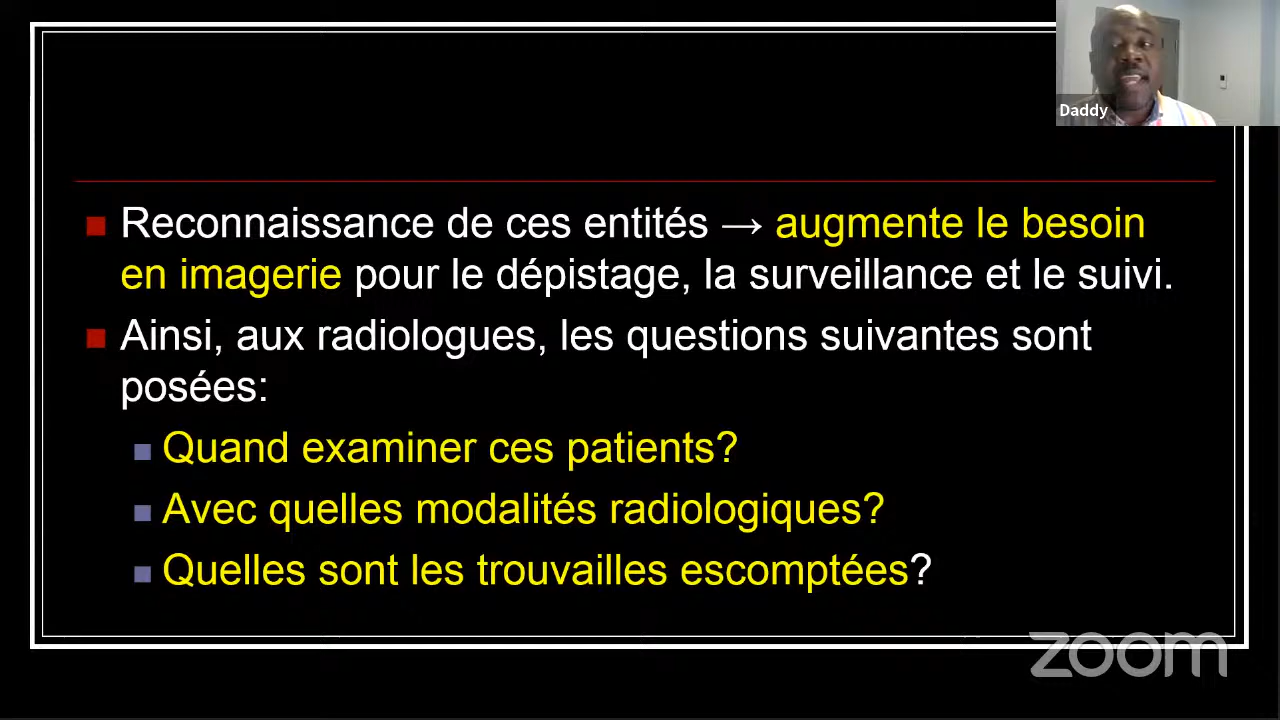 Daddy
Reconnaissance de ces entités → augmente le besoin
en imagerie pour le dépistage, la surveillance et le suivi.
Ainsi, aux radiologues, les questions suivantes sont
posées:
Quand examiner ces patients?
Avec quelles modalités radiologiques?
Quelles sont les trouvailles escomptées?
zoom